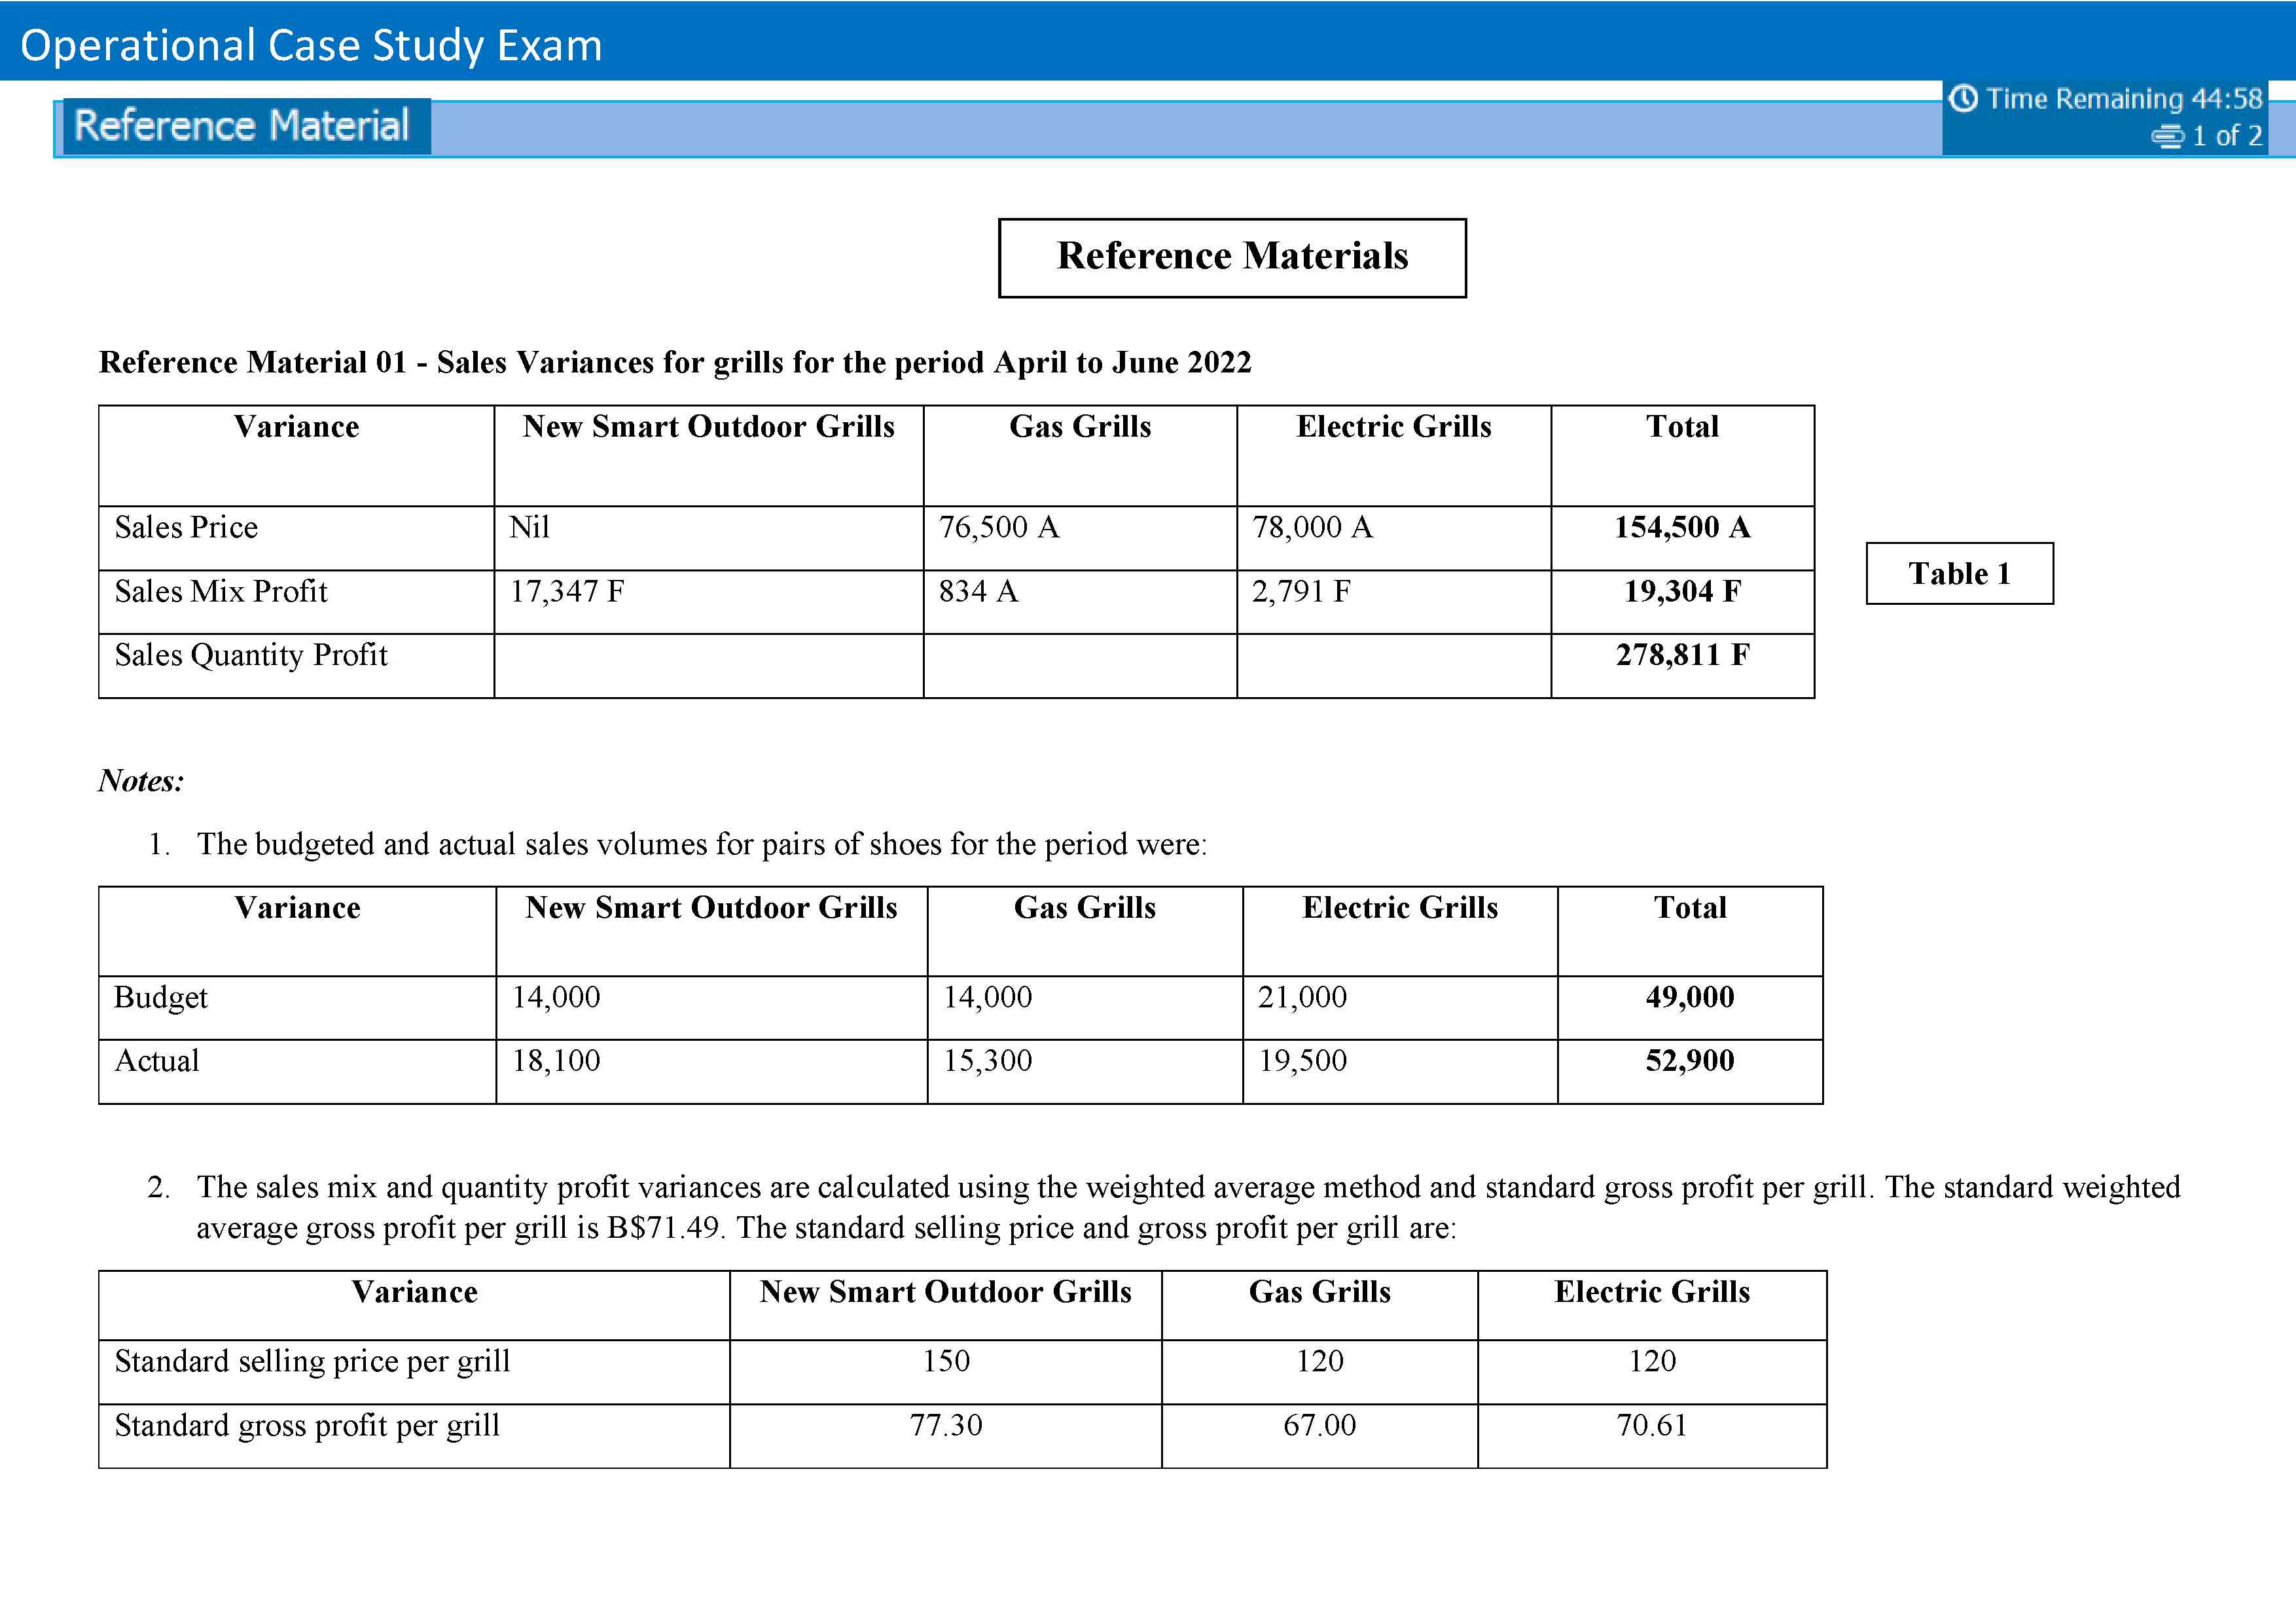 Operational Case Study Exam
Reference Material
Time Remaining 44:58
1 of 2
Reference Materials
Reference Material 01 - Sales Variances for grills for the period April to June 2022
Variance New Smart Outdoor Grills Gas Grills Electric Grills Total
Sales Price Nil 76,500 A 78,000 A 154,500 A
Sales Mix Profit 17,347 F 834 A 2,791 F 19,304 F
Sales Quantity Profit 278,811 F
Table 1
Notes:
1. The budgeted and actual sales volumes for pairs of shoes for the period were:
Variance New Smart Outdoor Grills Gas Grills Electric Grills Total
Budget 14,000 14,000 21,000 49,000
Actual 18,100 15,300 19,500 52,900
2. The sales mix and quantity profit variances are calculated using the weighted average method and standard gross profit per grill. The standard weighted
average gross profit per grill is B$71.49. The standard selling price and gross profit per grill are:
Variance New Smart Outdoor Grills Gas Grills Electric Grills
Standard selling price per grill 150 120 120
Standard gross profit per grill 77.30 67.00 70.61